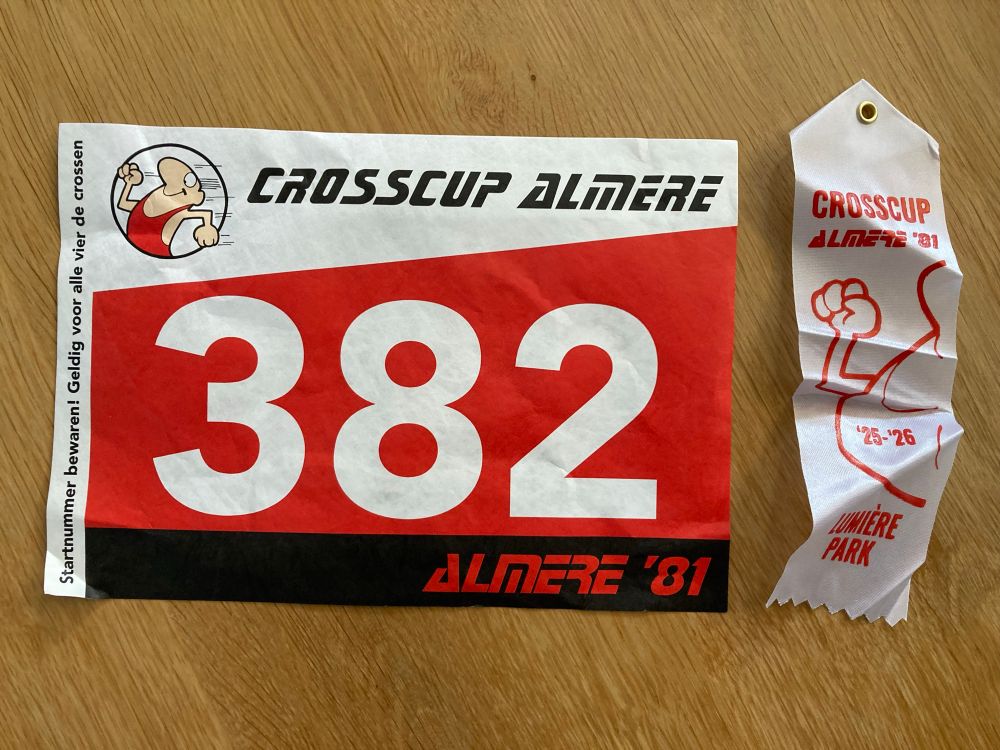 Startnummer bewaren! Geldig voor alle vier de crossen
CROSSCUP ALMERE
382
ALMERE '81
CROSSCUP
ALMERE '81
'25-'26
LUMIÈRE
PARK